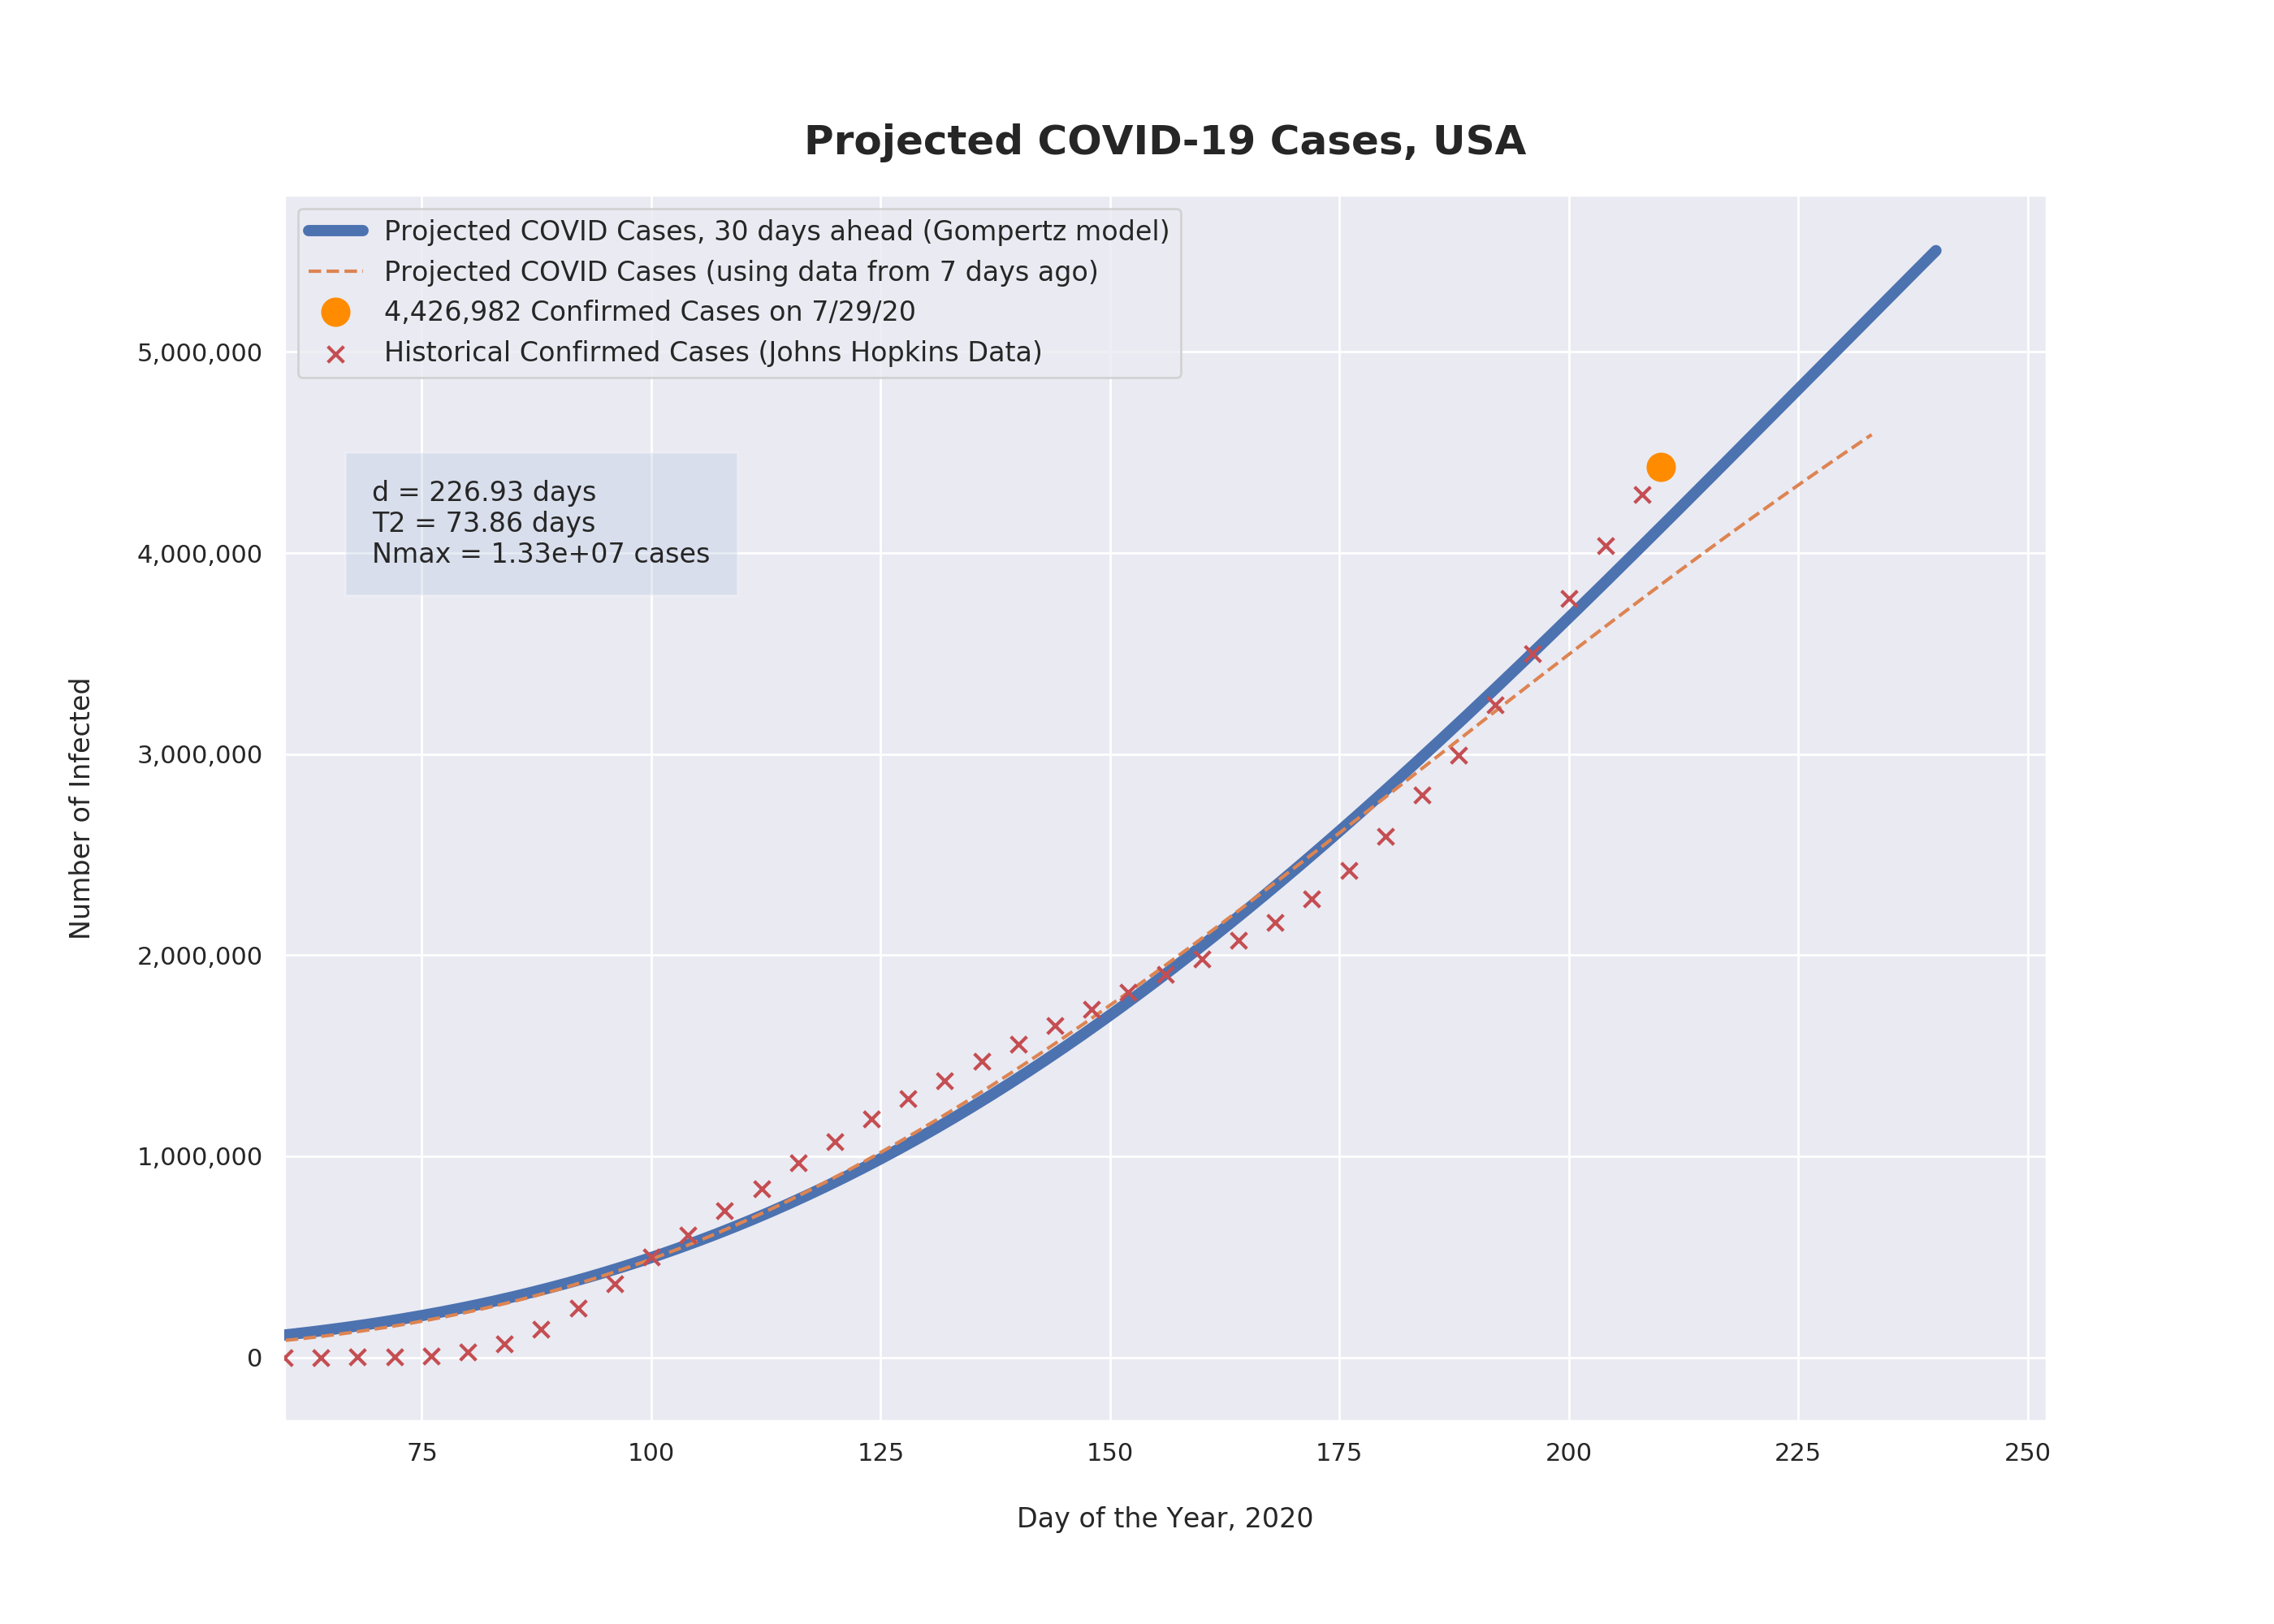 Projected COVID-19 Cases, USA
Projected COVID Cases, 30 days ahead (Gompertz model)
Projected COVID Cases (using data from 7 days ago)
4,426,982 Confirmed Cases on 7/29/20
Historical Confirmed Cases (Johns Hopkins Data)
d = 226.93 days
T2 = 73.86 days
Nmax = 1.33e+07 cases
Number of Infected
5,000,000
4,000,000
3,000,000
2,000,000
1,000,000
0
75 100 125 150 175 200 225 250
Day of the Year, 2020